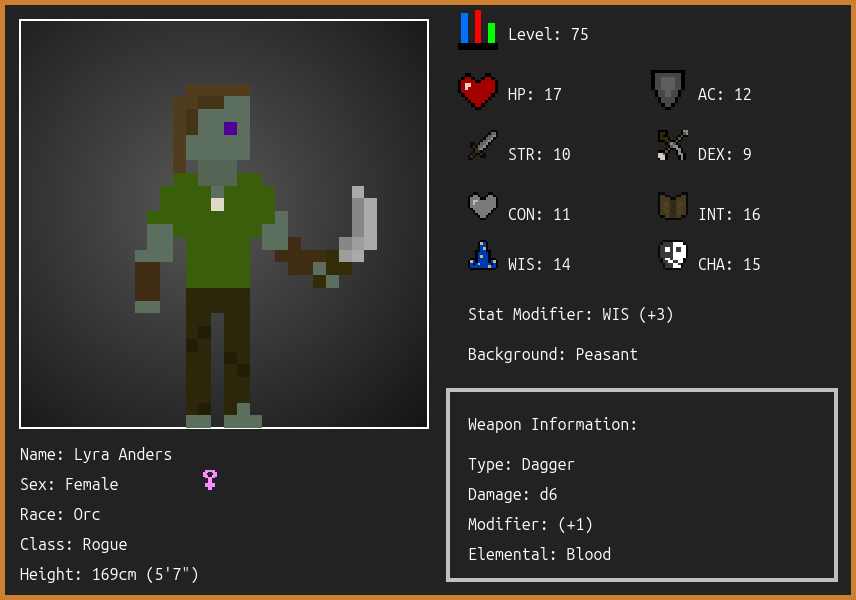 Level: 75
HP: 17
AC: 12
STR: 10
DEX: 9
CON: 11
INT: 16
WIS: 14
CHA: 15
Stat Modifier: WIS (+3)
Background: Peasant
Name: Lyra Anders
Sex: Female
Race: Orc
Class: Rogue
Height: 169cm (5'7")
Weapon Information:
Type: Dagger
Damage: d6
Modifier: (+1)
Elemental: Blood